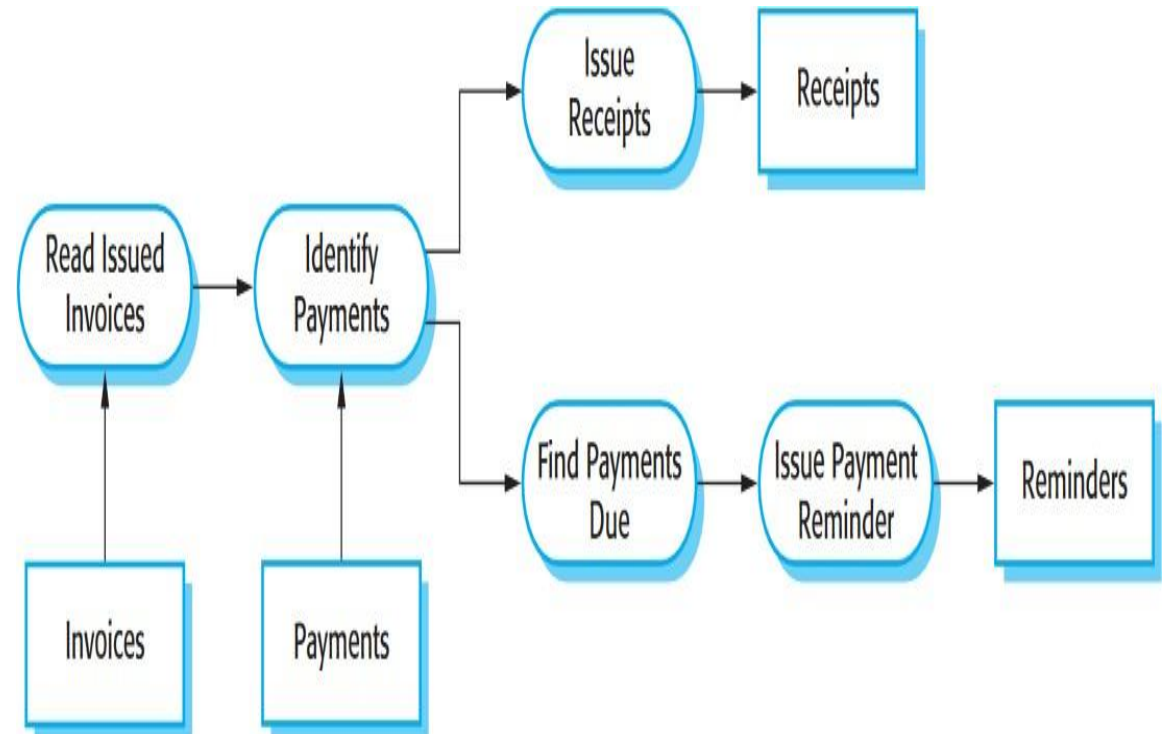 Issue
Receipts
Receipts
Read Issued
Invoices
Identify
Payments
Find Payments
Due
Issue Payment
Reminder
Reminders
Invoices
Payments